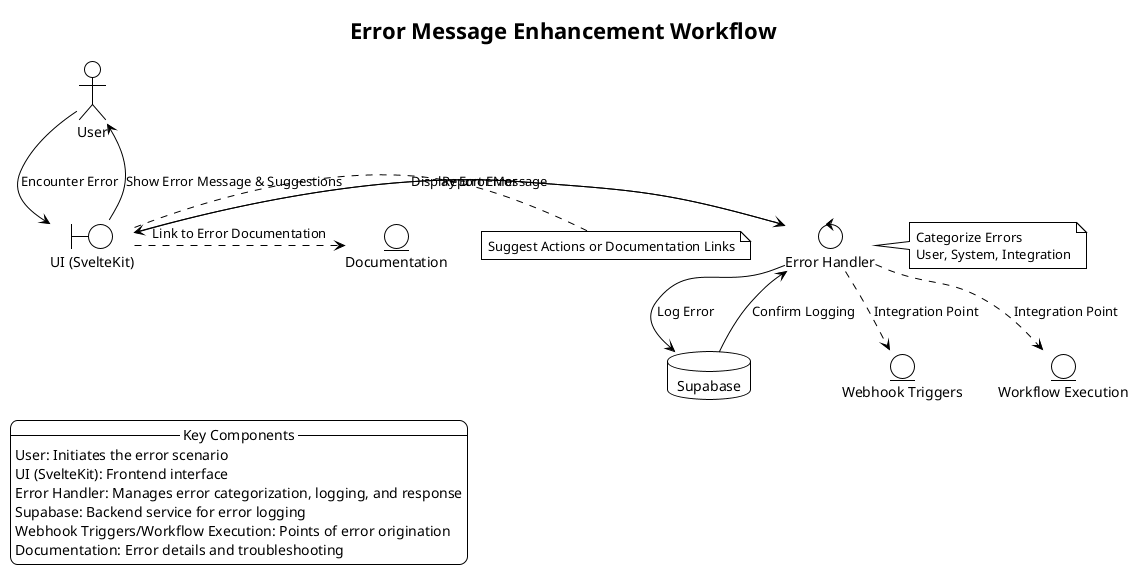 Error Message Enhancement Workflow
User
Encounter Error
Show Error Message & Suggestions
Display Error Message
Report Error
UI (SvelteKit)
Link to Error Documentation
Documentation
Suggest Actions or Documentation Links
Error Handler
Categorize Errors
User, System, Integration
Log Error
Confirm Logging
Integration Point
Integration Point
Supabase
Webhook Triggers
Workflow Execution
Key Components
User: Initiates the error scenario
UI (SvelteKit): Frontend interface
Error Handler: Manages error categorization, logging, and response
Supabase: Backend service for error logging
Webhook Triggers/Workflow Execution: Points of error origination
Documentation: Error details and troubleshooting